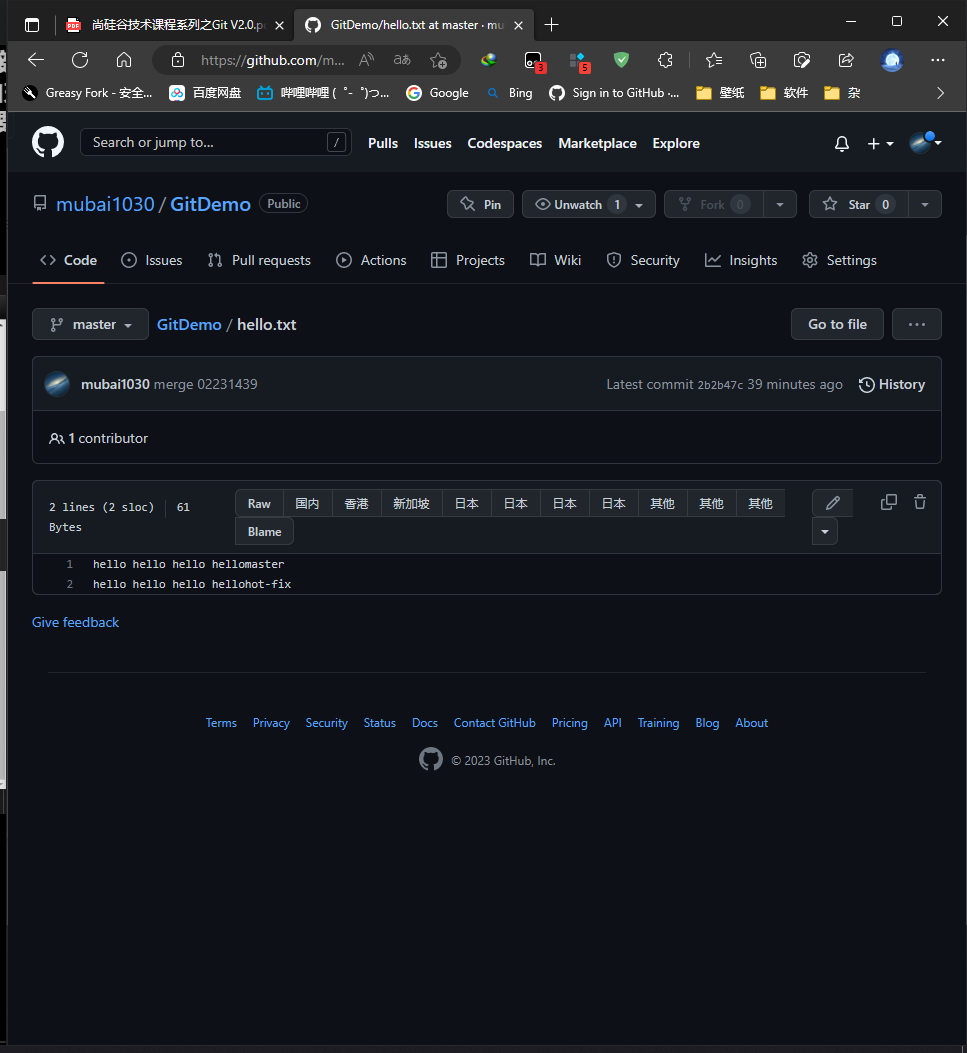 尚硅谷技术课程系列之Git V2.0.p
GitDemo/hello.txt at master · mu
https://github.com/m...
3
5
Greasy Fork - 安全...
百度网盘
哔哩哔哩 ( ゜- ゜)つ...
Google
Bing
Sign in to GitHub ·...
壁纸
软件
杂
Search or jump to...
/
Pulls
Issues
Codespaces
Marketplace
Explore
mubai1030 / GitDemo
Public
Pin
Unwatch 1
Fork 0
Star 0
Code
Issues
Pull requests
Actions
Projects
Wiki
Security
Insights
Settings
master
GitDemo / hello.txt
Go to file
mubai1030 merge 02231439
Latest commit 2b2b47c 39 minutes ago
History
1 contributor
2 lines (2 sloc) 61
Bytes
Raw 国内 香港 新加坡 日本 日本 日本 日本 其他 其他 其他
Blame
1 hello hello hello hellomaster
2 hello hello hello hellohot-fix
Give feedback
Terms Privacy Security Status Docs Contact GitHub Pricing API Training Blog About
© 2023 GitHub, Inc.